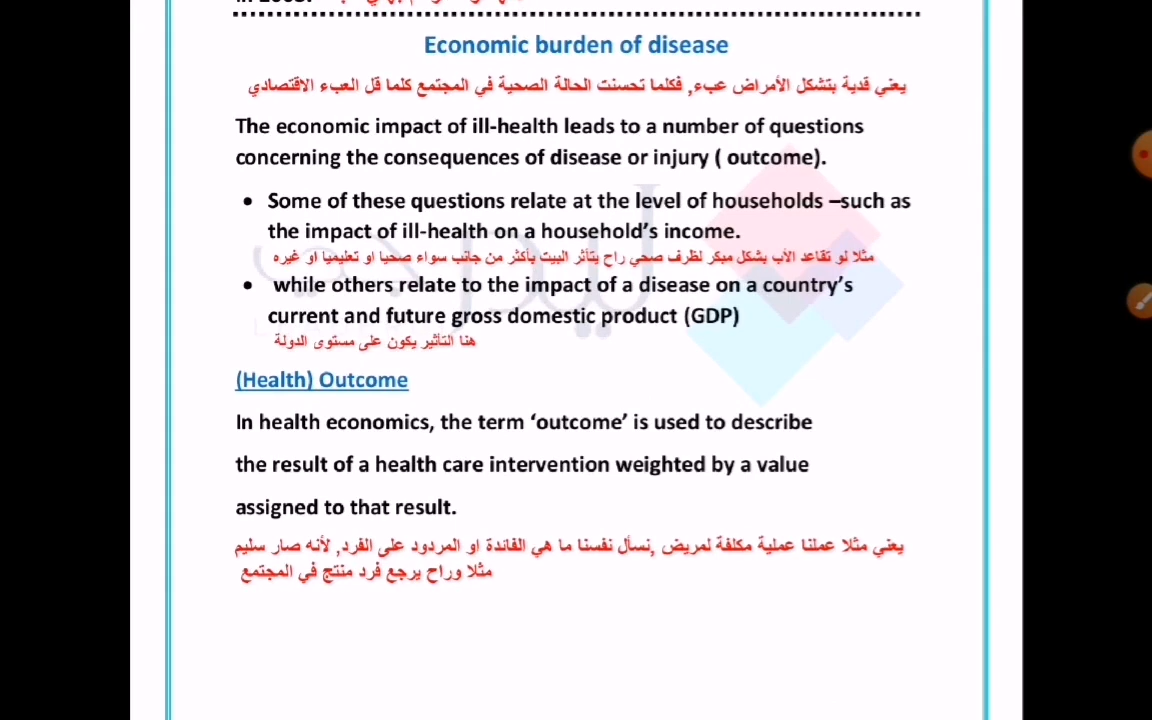 in 2003.
Economic burden of disease
يعني قدية بتشكل الأمراض عبء, فكلما تحسنت الحالة الصحية في المجتمع كلما قل العبء الاقتصادي
The economic impact of ill-health leads to a number of questions
concerning the consequences of disease or injury ( outcome).
• Some of these questions relate at the level of households –such as
the impact of ill-health on a household’s income.
مثلا لو تقاعد الأب بشكل مبكر لظرف صحي راح يتأثر البيت بأكثر من جانب سواء صحيا او تعليميا او غيره
• while others relate to the impact of a disease on a country’s
current and future gross domestic product (GDP)
هنا التأثير يكون على مستوى الدولة
(Health) Outcome
In health economics, the term ‘outcome’ is used to describe
the result of a health care intervention weighted by a value
assigned to that result.
يعني مثلا عملنا عملية مكلفة لمريض ,نسأل نفسنا ما هي الفائدة او المردود على الفرد, لأنه صار سليم
مثلا وراح يرجع فرد منتج في المجتمع